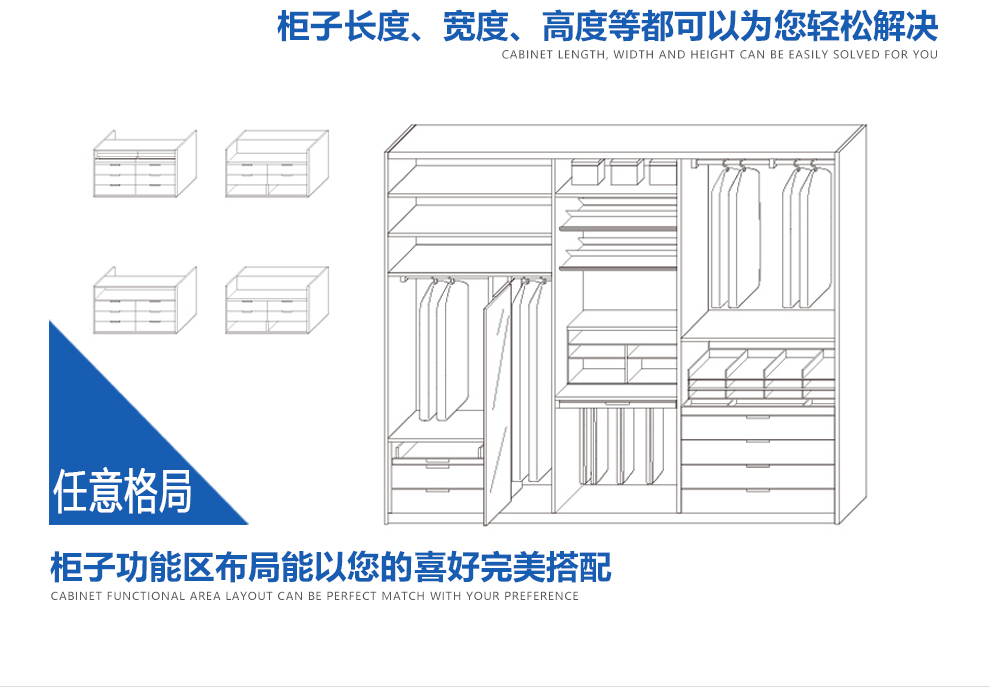 柜子长度、宽度、高度等都可以为您轻松解决
CABINET LENGTH, WIDTH AND HEIGHT CAN BE EASILY SOLVED FOR YOU
任意格局
柜子功能区布局能以您的喜好完美搭配
CABINET FUNCTIONAL AREA LAYOUT CAN BE PERFECT MATCH WITH YOUR PREFERENCE